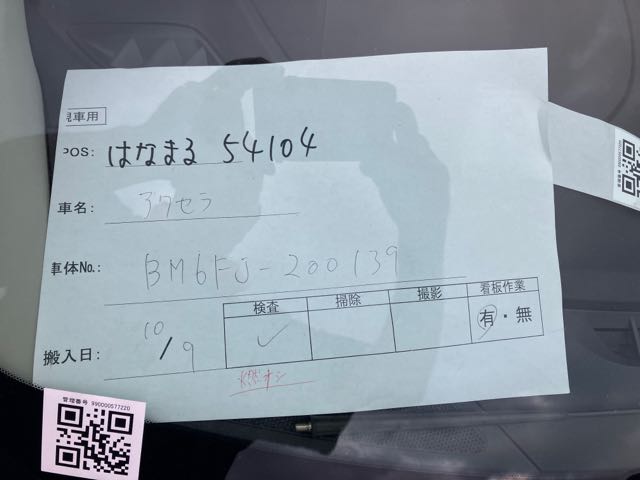 現車用
POS: はなまる 54104
車名: アクセラ
車体No.: BM6FJ-200139
検査 掃除 撮影 看板作業
有・無
搬入日: 10/9
管理番号 990000577220